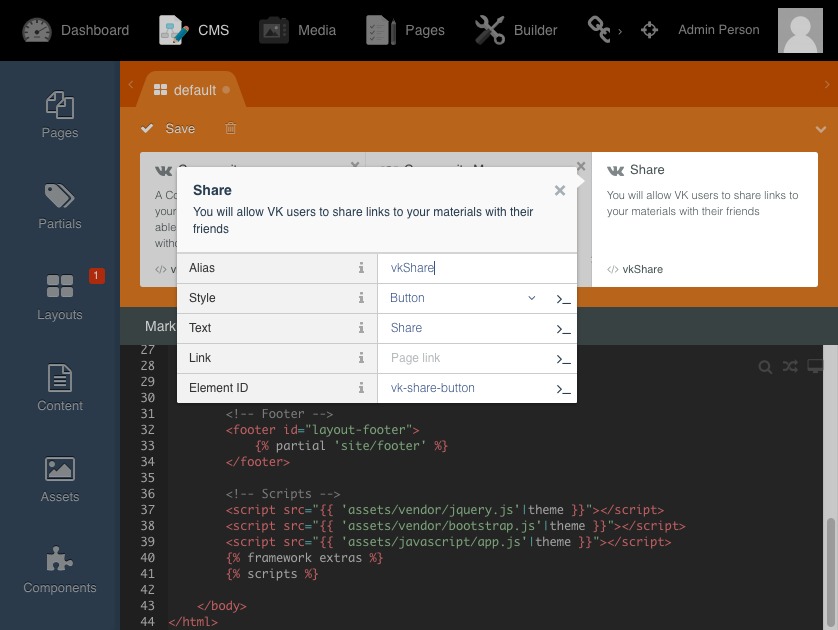 Dashboard
CMS
Media
Pages
Builder
Admin Person
Pages
Partials
1
Layouts
Content
Assets
Components
default
Save
Share
You will allow VK users to share links to
your materials with their friends
</> vkShare
Share
You will allow VK users to share links to your materials with their
friends
Alias vkShare
Style Button
Text Share
Link Page link
Element ID vk-share-button
27
28
29
30
31 <!-- Footer -->
32 <footer id="layout-footer">
33 {% partial 'site/footer' %}
34 </footer>
35
36 <!-- Scripts -->
37 <script src="{{ 'assets/vendor/jquery.js'|theme }}"></script>
38 <script src="{{ 'assets/vendor/bootstrap.js'|theme }}"></script>
39 <script src="{{ 'assets/javascript/app.js'|theme }}"></script>
40 {% framework extras %}
41 {% scripts %}
42
43 </body>
44 </html>